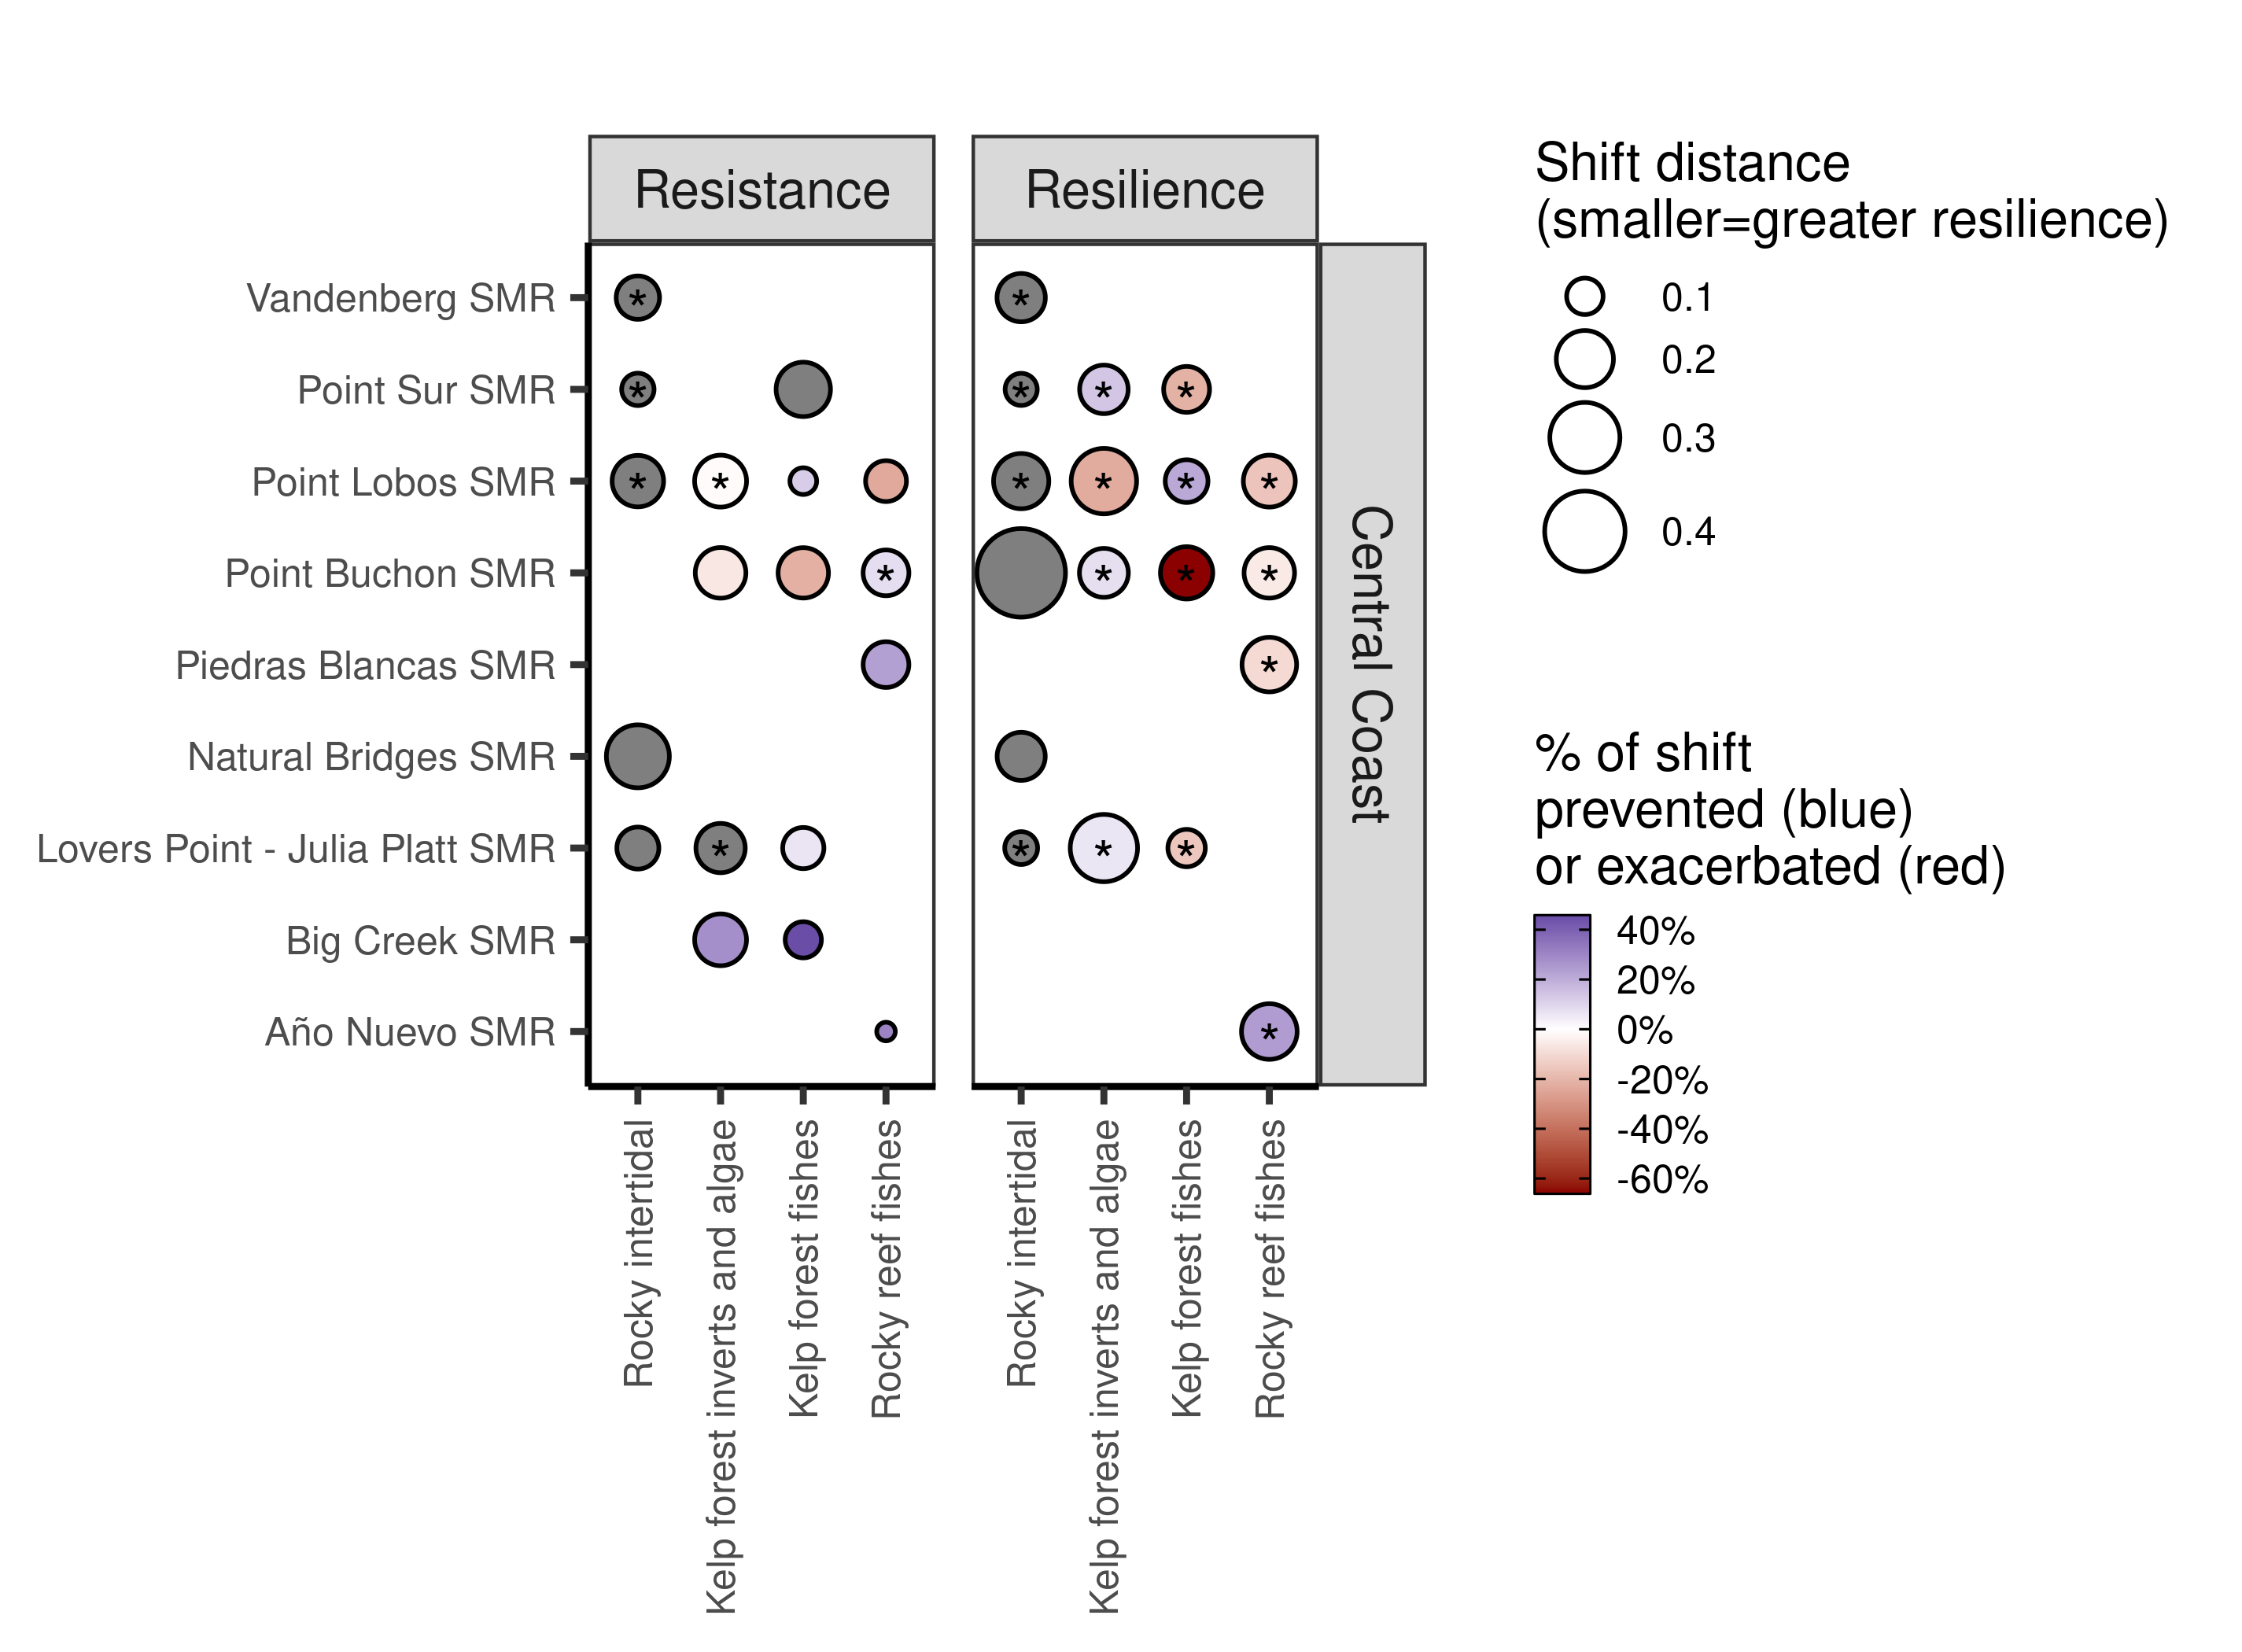 Resistance
Resilience
Central Coast
Vandenberg SMR
*
*
Point Sur SMR
*
*
*
*
Point Lobos SMR
*
*
*
*
*
*
Point Buchon SMR
*
*
*
*
Piedras Blancas SMR
*
Natural Bridges SMR
Lovers Point - Julia Platt SMR
*
*
*
*
Big Creek SMR
Año Nuevo SMR
*
Rocky intertidal
Kelp forest inverts and algae
Kelp forest fishes
Rocky reef fishes
Rocky intertidal
Kelp forest inverts and algae
Kelp forest fishes
Rocky reef fishes
Shift distance
(smaller=greater resilience)
0.1
0.2
0.3
0.4
% of shift
prevented (blue)
or exacerbated (red)
40%
20%
0%
-20%
-40%
-60%